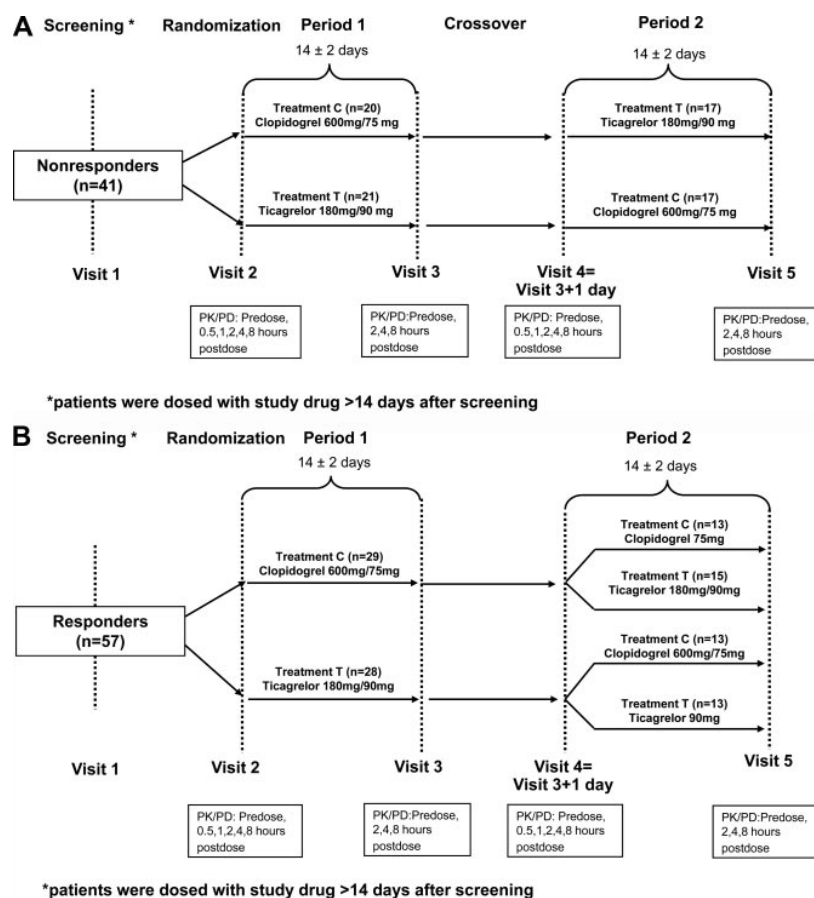 A
Screening * Randomization Period 1 Crossover Period 2
14 ± 2 days 14 ± 2 days
Treatment C (n=20)
Clopidogrel 600mg/75 mg
Treatment T (n=17)
Ticagrelor 180mg/90 mg
Nonresponders
(n=41)
Treatment T (n=21)
Ticagrelor 180mg/90 mg
Treatment C (n=17)
Clopidogrel 600mg/75 mg
Visit 1 Visit 2 Visit 3 Visit 4=
Visit 3+1 day
Visit 5
PK/PD: Predose,
0.5,1,2,4,8 hours
postdose
PK/PD:Predose,
2,4,8 hours
postdose
PK/PD: Predose,
0.5,1,2,4,8 hours
postdose
PK/PD:Predose,
2,4,8 hours
postdose
*patients were dosed with study drug >14 days after screening
B
Screening * Randomization Period 1 Period 2
14 ± 2 days 14 ± 2 days
Treatment C (n=29)
Clopidogrel 600mg/75mg
Treatment C (n=13)
Clopidogrel 75mg
Treatment T (n=15)
Ticagrelor 180mg/90mg
Responders
(n=57)
Treatment T (n=28)
Ticagrelor 180mg/90mg
Treatment C (n=13)
Clopidogrel 600mg/75mg
Treatment T (n=13)
Ticagrelor 90mg
Visit 1 Visit 2 Visit 3 Visit 4=
Visit 3+1 day
Visit 5
PK/PD: Predose,
0.5,1,2,4,8 hours
postdose
PK/PD:Predose,
2,4,8 hours
postdose
PK/PD: Predose,
0.5,1,2,4,8 hours
postdose
PK/PD:Predose,
2,4,8 hours
postdose
*patients were dosed with study drug >14 days after screening